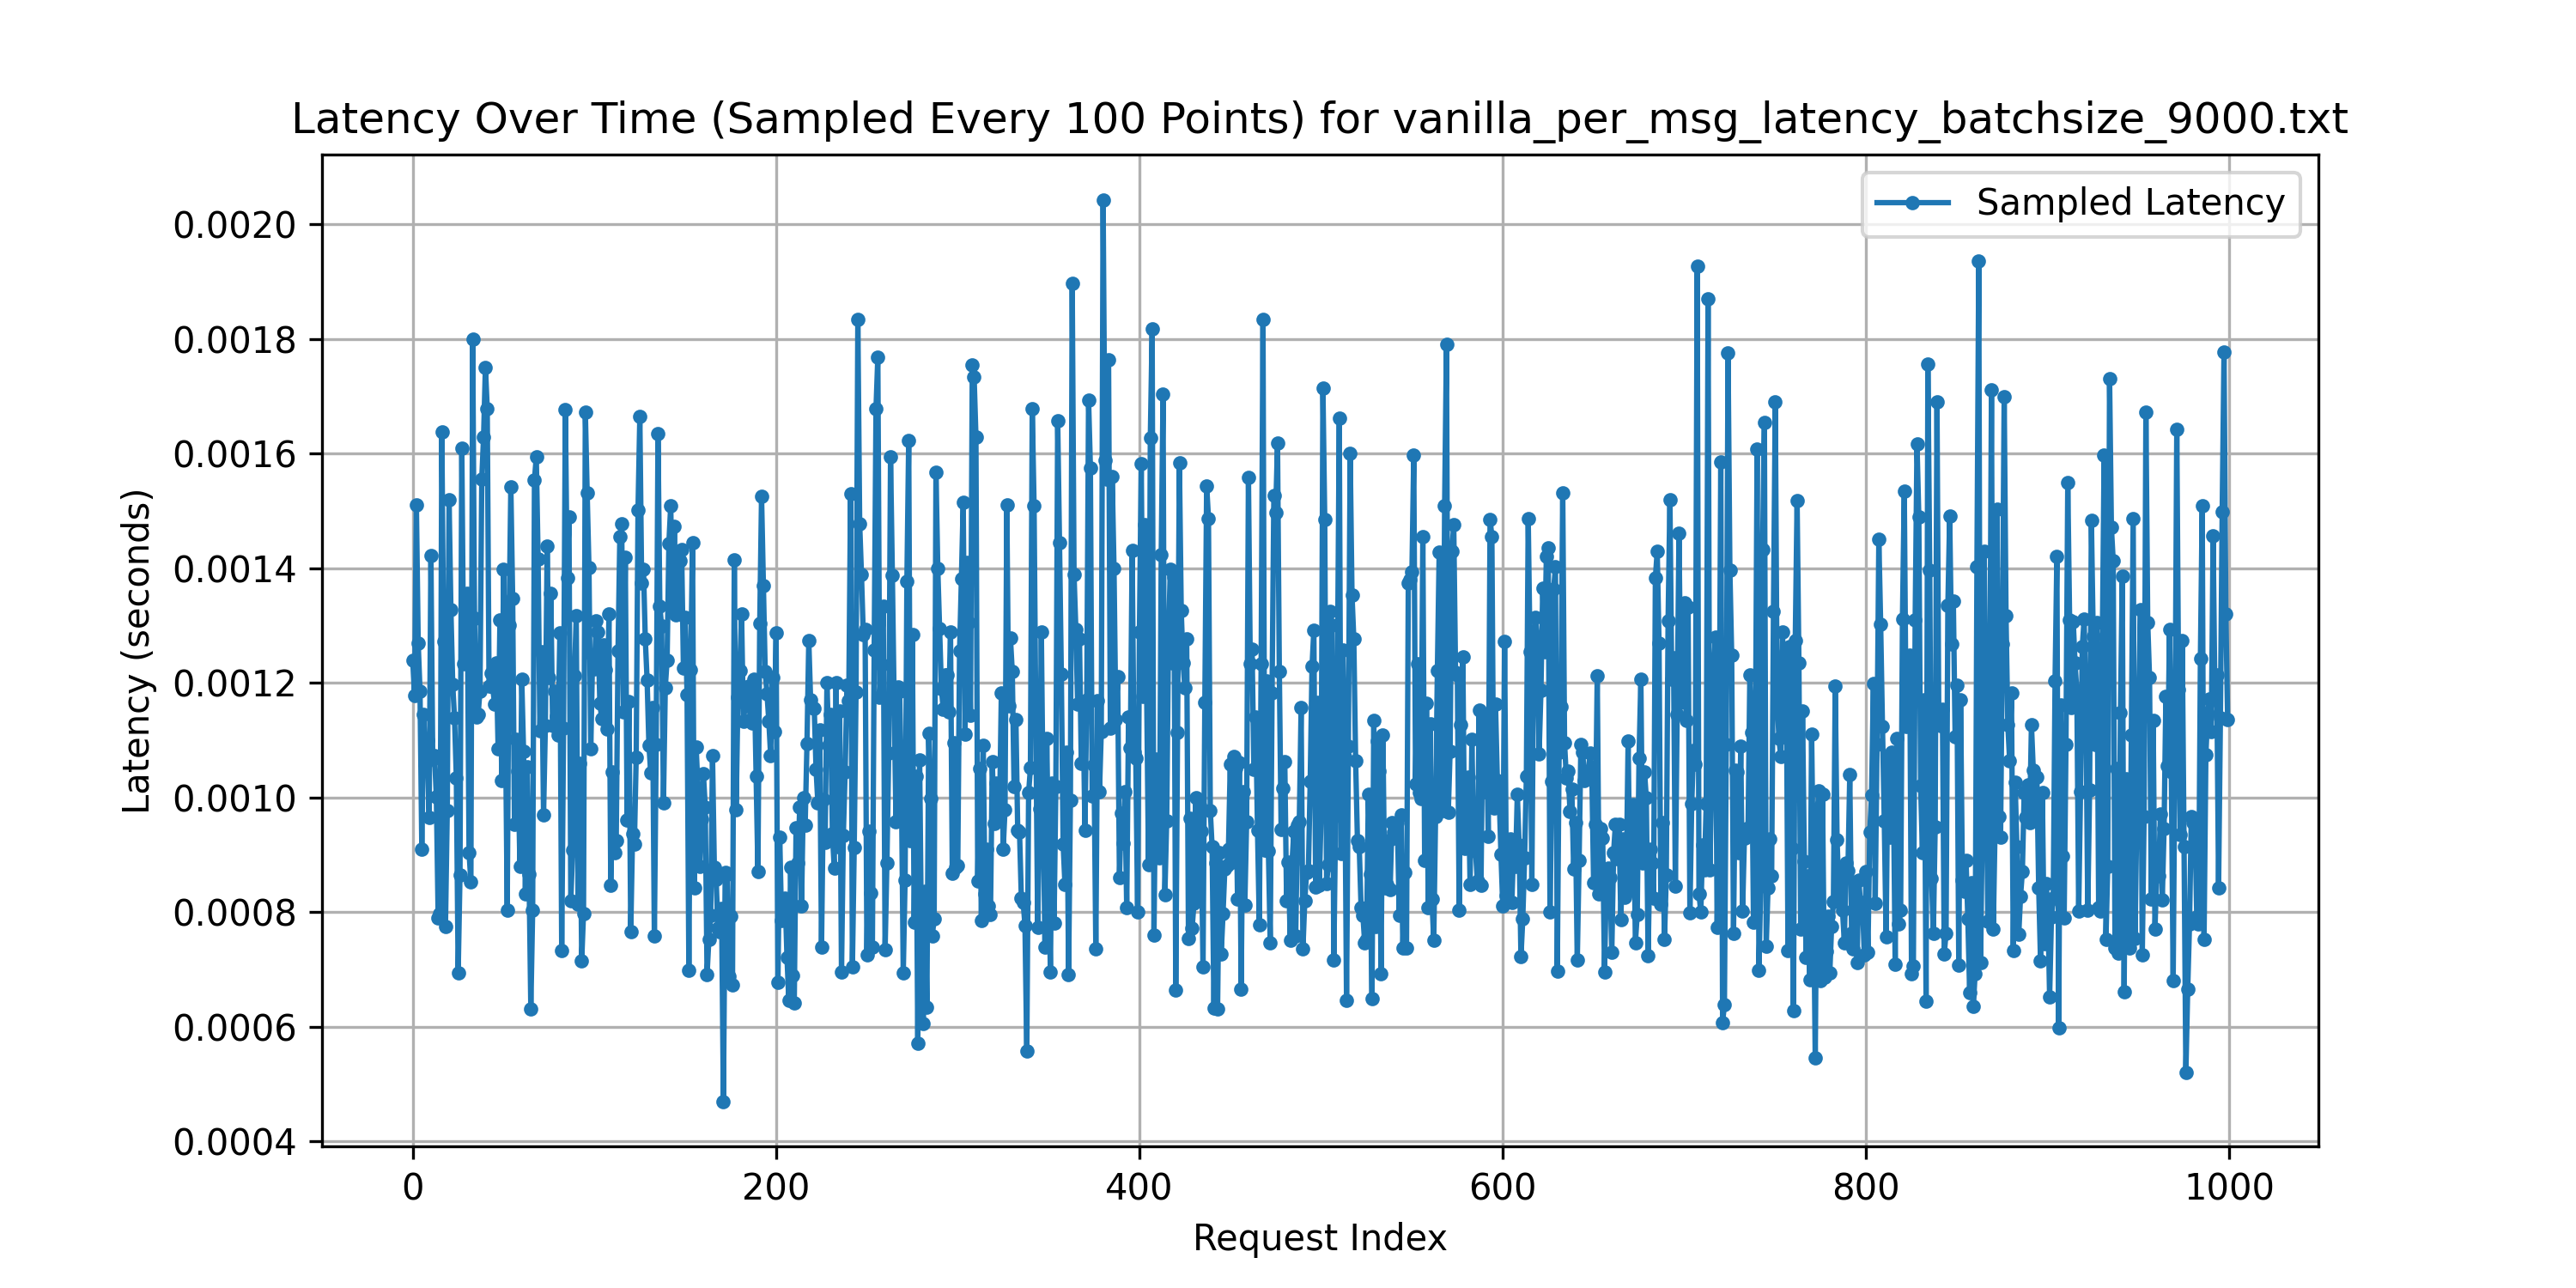 Latency Over Time (Sampled Every 100 Points) for vanilla_per_msg_latency_batchsize_9000.txt
Sampled Latency
Latency (seconds)
0.0020
0.0018
0.0016
0.0014
0.0012
0.0010
0.0008
0.0006
0.0004
0 200 400 600 800 1000
Request Index